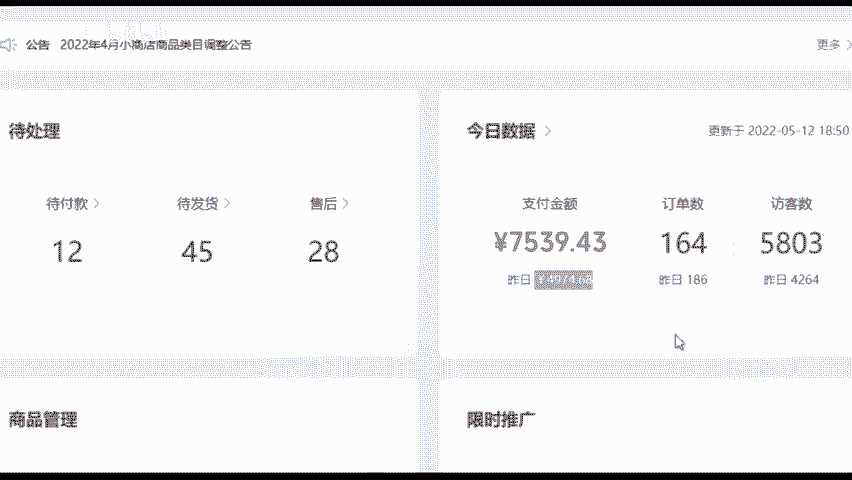 公告 2022年4月小商店商品类目调整公告 更多
待处理
待付款 待发货 售后
12 45 28
今日数据 更新于 2022-05-12 18:50
支付金额 订单数 访客数
¥7539.43 164 5803
昨日 昨日 186 昨日 4264
商品管理
限时推广